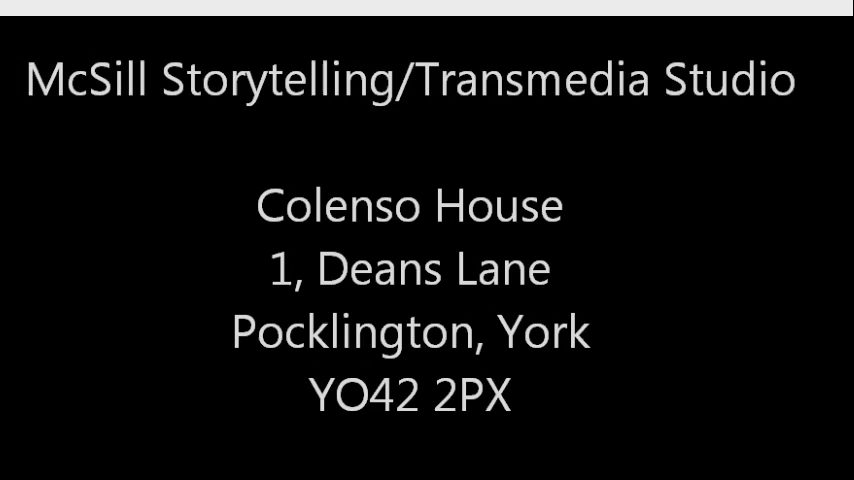 McSill Storytelling/Transmedia Studio
Colenso House
1, Deans Lane
Pocklington, York
YO42 2PX